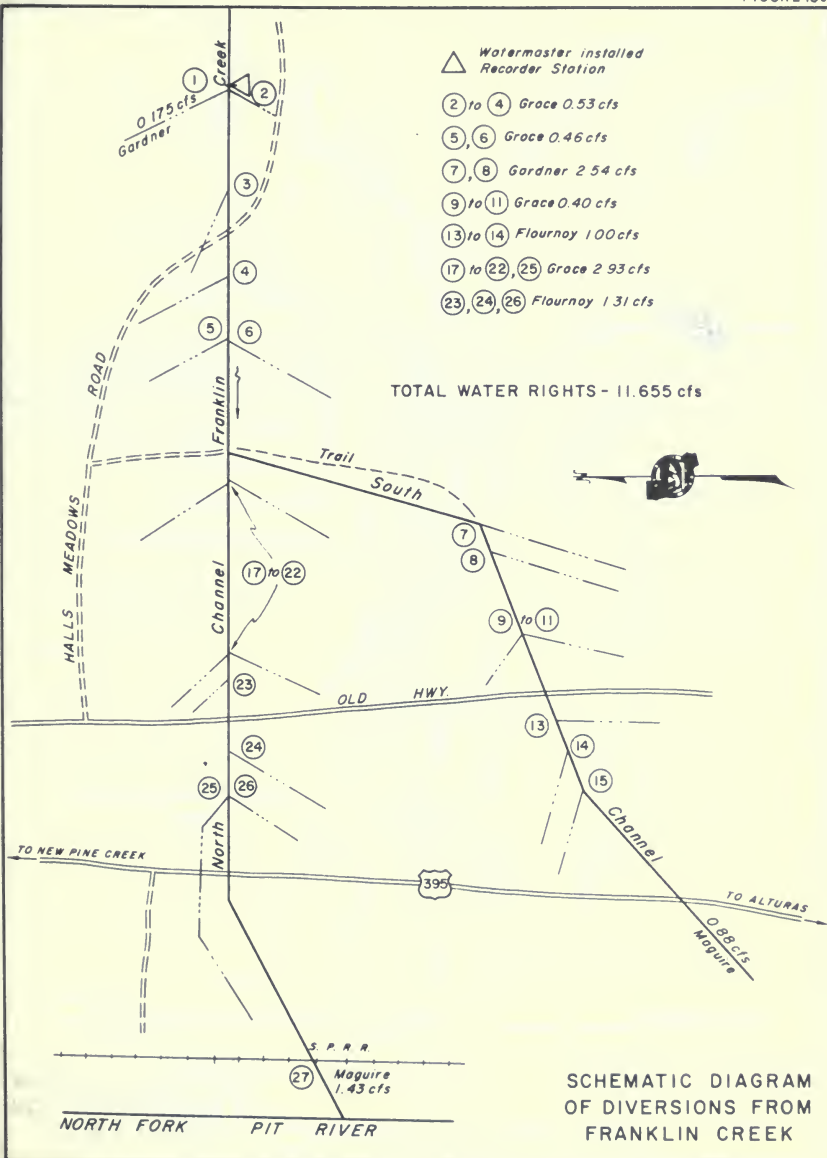 Watermaster installed
Recorder Station
② to ④ Grace 0.53 cfs
⑤, ⑥ Grace 0.46 cfs
⑦, ⑧ Gardner 2 54 cfs
⑨ to ⑪ Grace 0.40 cfs
⑬ to ⑭ Flournoy 1 00 cfs
⑰ to ㉒, ㉕ Grace 2 93 cfs
㉓, ㉔, ㉖ Flournoy 1 31 cfs
TOTAL WATER RIGHTS - 11.655 cfs
Creek
①
②
0 175 cfs
Gardner
③
④
⑤ ⑥
HALLS MEADOWS ROAD
Franklin
Trail
South
⑦
⑧
⑰ to ㉒
Channel
⑨ to ⑪
㉓
OLD HWY.
⑬
⑭
⑮
㉔
㉕ ㉖
North
Channel
TO NEW PINE CREEK
395
TO ALTURAS
0 88 cfs
Maguire
S. P. R. R.
㉗ Maguire
1.43 cfs
NORTH FORK PIT RIVER
SCHEMATIC DIAGRAM
OF DIVERSIONS FROM
FRANKLIN CREEK